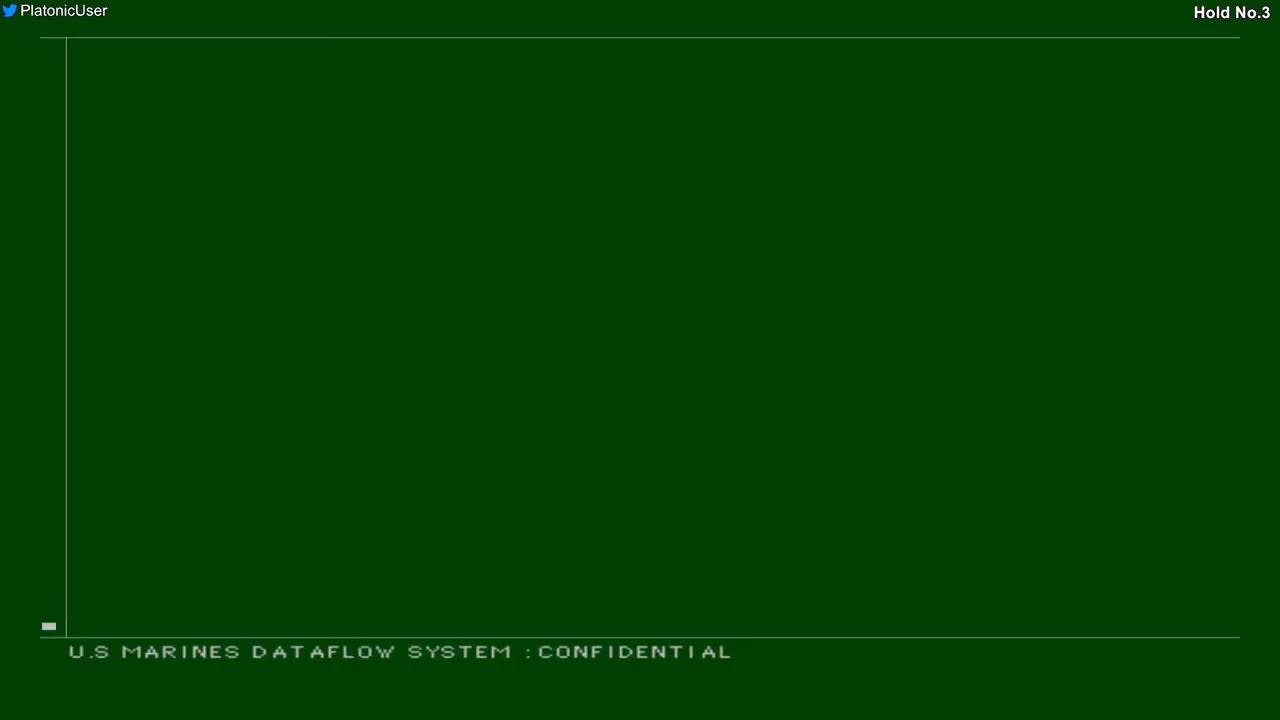 PlatonicUser
Hold No.3
U.S MARINES DATAFLOW SYSTEM :CONFIDENTIAL